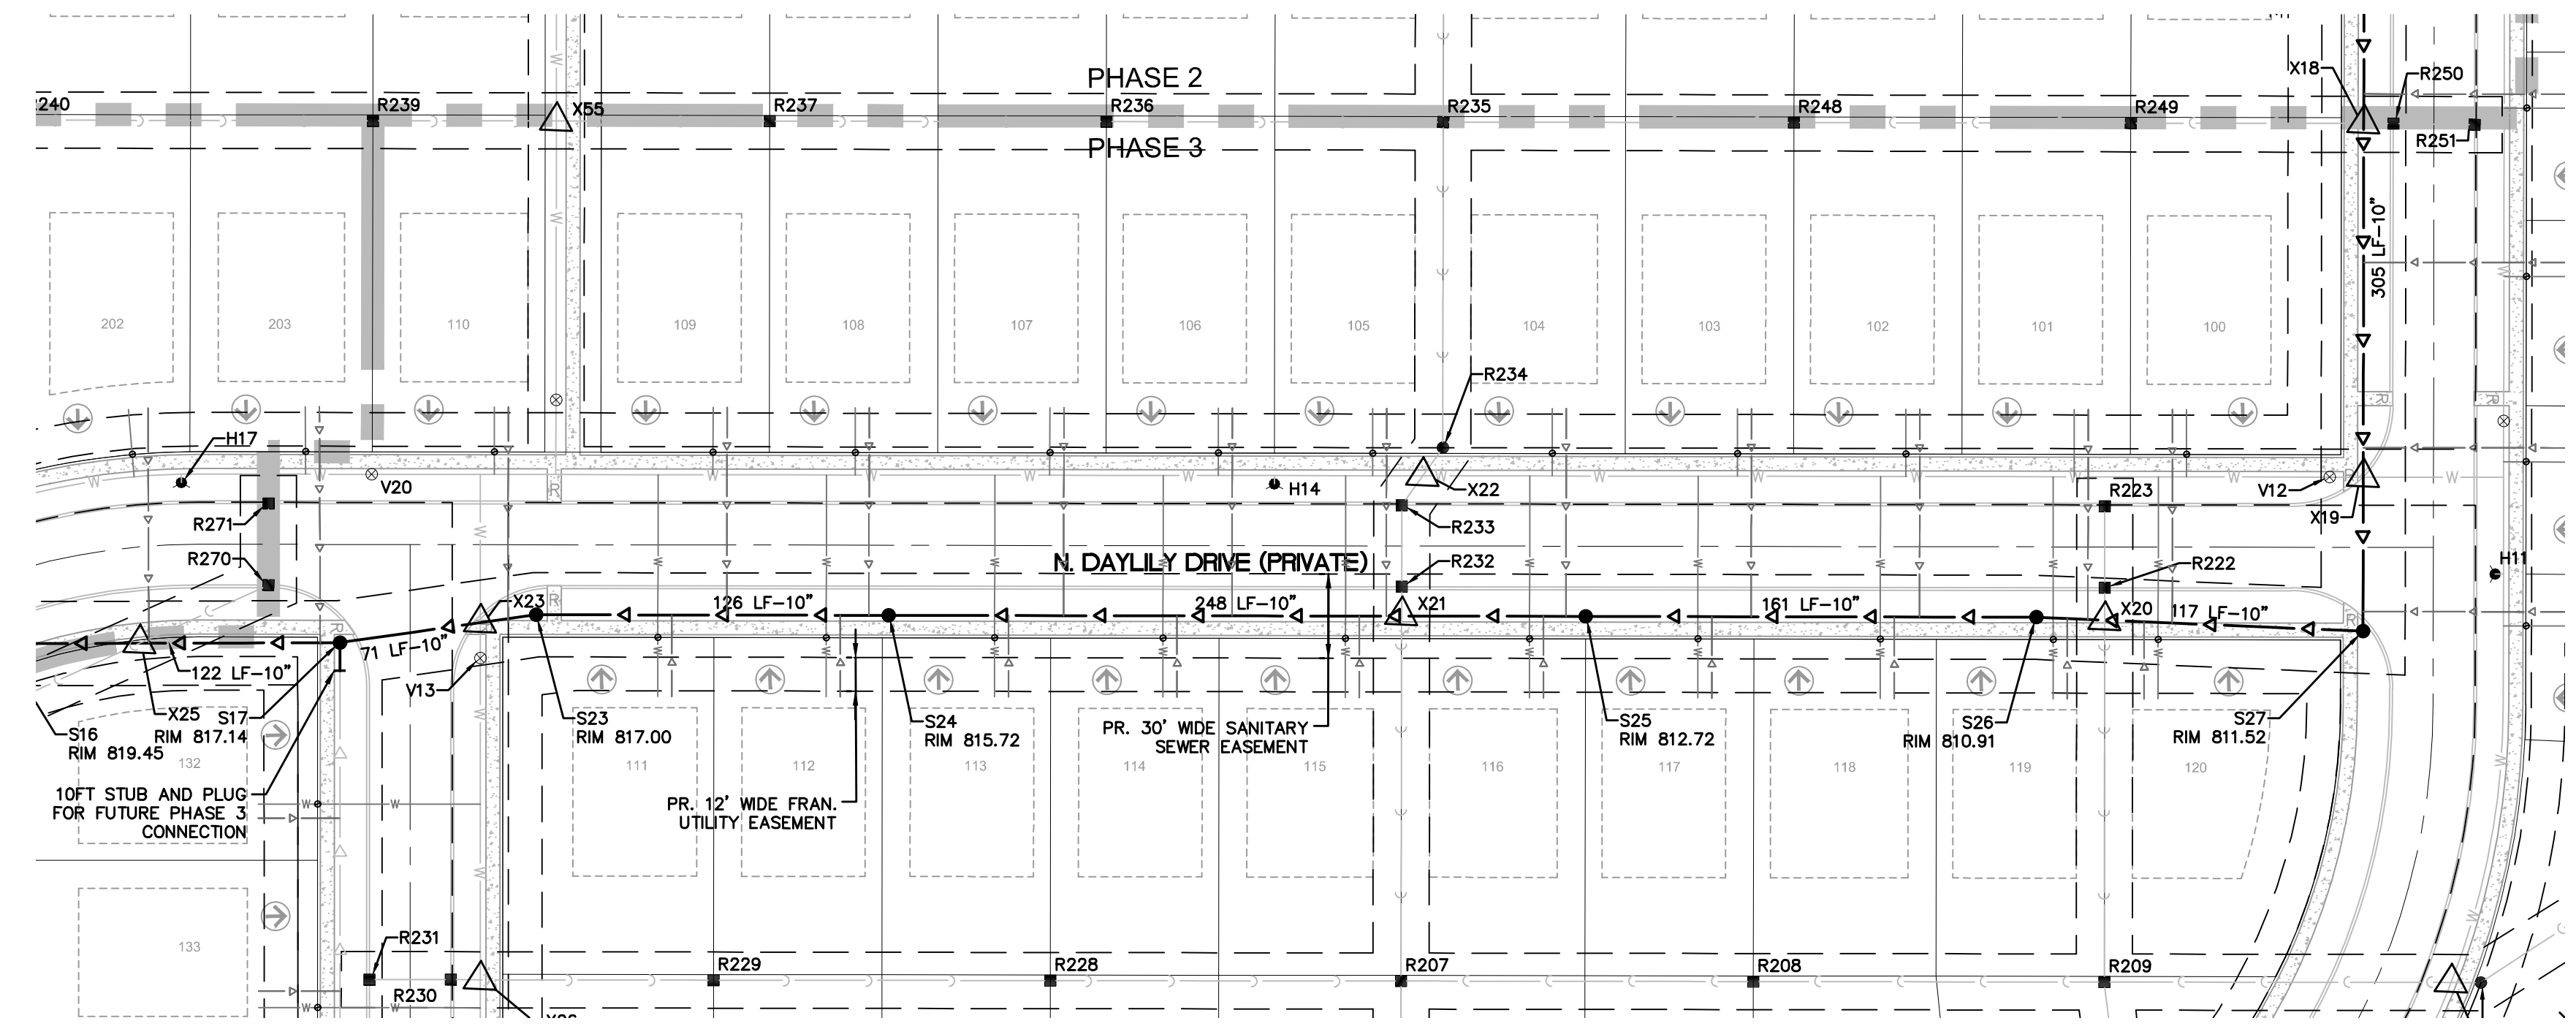 PHASE 2
X18
R250
R239
X55
R237
R236
R235
R248
R249
R251
PHASE 3
305 LF-10"
202
203
110
109
108
107
106
105
104
103
102
101
100
R234
H17
V20
H14
X22
R223
V12
X19
R271
R233
R270
N. DAYLILY DRIVE (PRIVATE)
R232
R222
H11
X23
126 LF-10"
248 LF-10"
X21
161 LF-10"
X20
117 LF-10"
71 LF-10"
122 LF-10"
V13
X25
S17
RIM 817.14
S16
RIM 819.45
S23
RIM 817.00
S24
RIM 815.72
PR. 30' WIDE SANITARY
SEWER EASEMENT
S25
RIM 812.72
S26
RIM 810.91
S27
RIM 811.52
132
111
112
113
114
115
116
117
118
119
120
10FT STUB AND PLUG
FOR FUTURE PHASE 3
CONNECTION
PR. 12' WIDE FRAN.
UTILITY EASEMENT
133
R231
R230
R229
R228
R207
R208
R209